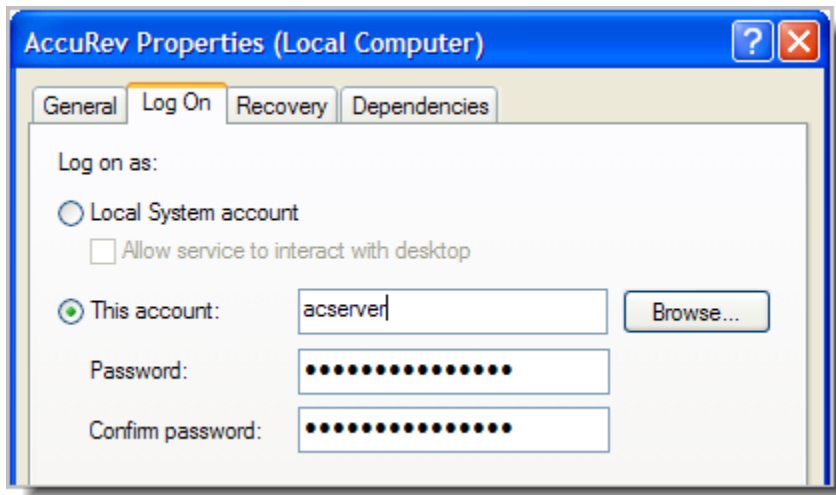 AccuRev Properties (Local Computer)
General Log On Recovery Dependencies
Log on as:
Local System account
Allow service to interact with desktop
This account: acserver Browse...
Password: •••••••••••••••
Confirm password: •••••••••••••••